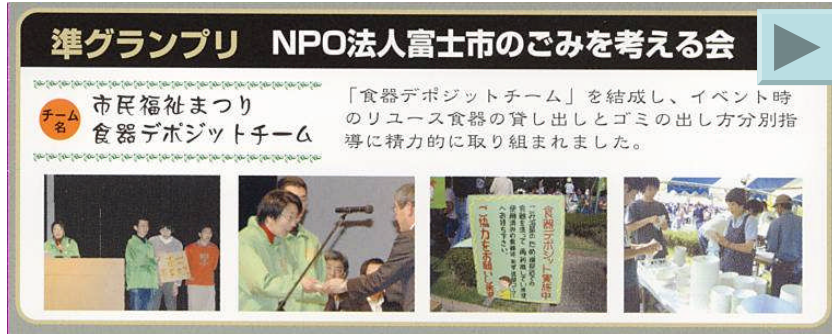 準グランプリ NPO法人富士市のごみを考える会
チーム名
市民福祉まつり
食器デポジットチーム
「食器デポジットチーム」を結成し、イベント時
のリユース食器の貸し出しとゴミの出し方分別指
導に精力的に取り組まれました。
食器デポジット実施中
ご協力をお願い致